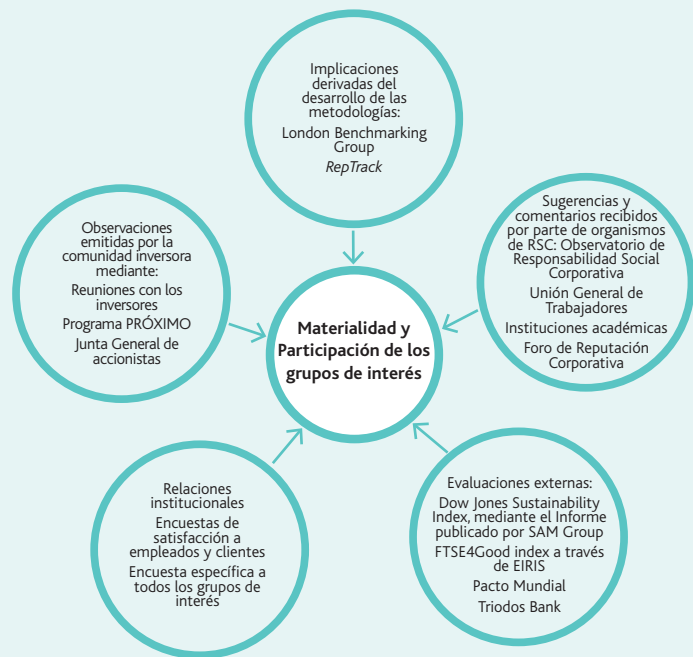 Implicaciones
derivadas del
desarrollo de las
metodologías:
London Benchmarking
Group
RepTrack
Observaciones
emitidas por la
comunidad inversora
mediante:
Reuniones con los
inversores
Programa PRÓXIMO
Junta General de
accionistas
Sugerencias y
comentarios recibidos
por parte de organismos
de RSC: Observatorio de
Responsabilidad Social
Corporativa
Unión General de
Trabajadores
Instituciones académicas
Foro de Reputación
Corporativa
Materialidad y
Participación de los
grupos de interés
Relaciones
institucionales
Encuestas de
satisfacción a
empleados y clientes
Encuesta específica a
todos los grupos de
interés
Evaluaciones externas:
Dow Jones Sustainability
Index, mediante el Informe
publicado por SAM Group
FTSE4Good index a través
de EIRIS
Pacto Mundial
Triodos Bank